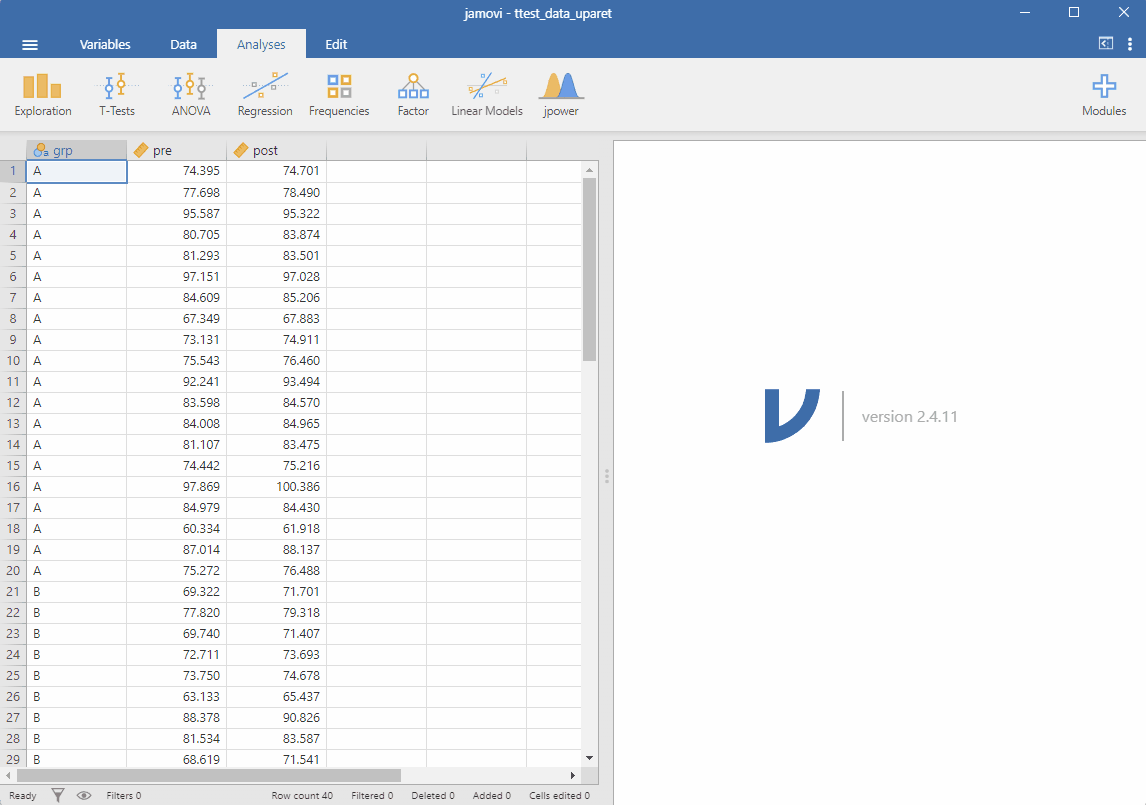 jamovi - ttest_data_uparet
Variables Data Analyses Edit
Exploration T-Tests ANOVA Regression Frequencies Factor Linear Models jpower Modules
grp pre post
1 A 74.395 74.701
2 A 77.698 78.490
3 A 95.587 95.322
4 A 80.705 83.874
5 A 81.293 83.501
6 A 97.151 97.028
7 A 84.609 85.206
8 A 67.349 67.883
9 A 73.131 74.911
10 A 75.543 76.460
11 A 92.241 93.494
12 A 83.598 84.570
13 A 84.008 84.965
14 A 81.107 83.475
15 A 74.442 75.216
16 A 97.869 100.386
17 A 84.979 84.430
18 A 60.334 61.918
19 A 87.014 88.137
20 A 75.272 76.488
21 B 69.322 71.701
22 B 77.820 79.318
23 B 69.740 71.407
24 B 72.711 73.693
25 B 73.750 74.678
26 B 63.133 65.437
27 B 88.378 90.826
28 B 81.534 83.587
29 B 68.619 71.541
version 2.4.11
Ready Filters 0 Row count 40 Filtered 0 Deleted 0 Added 0 Cells edited 0